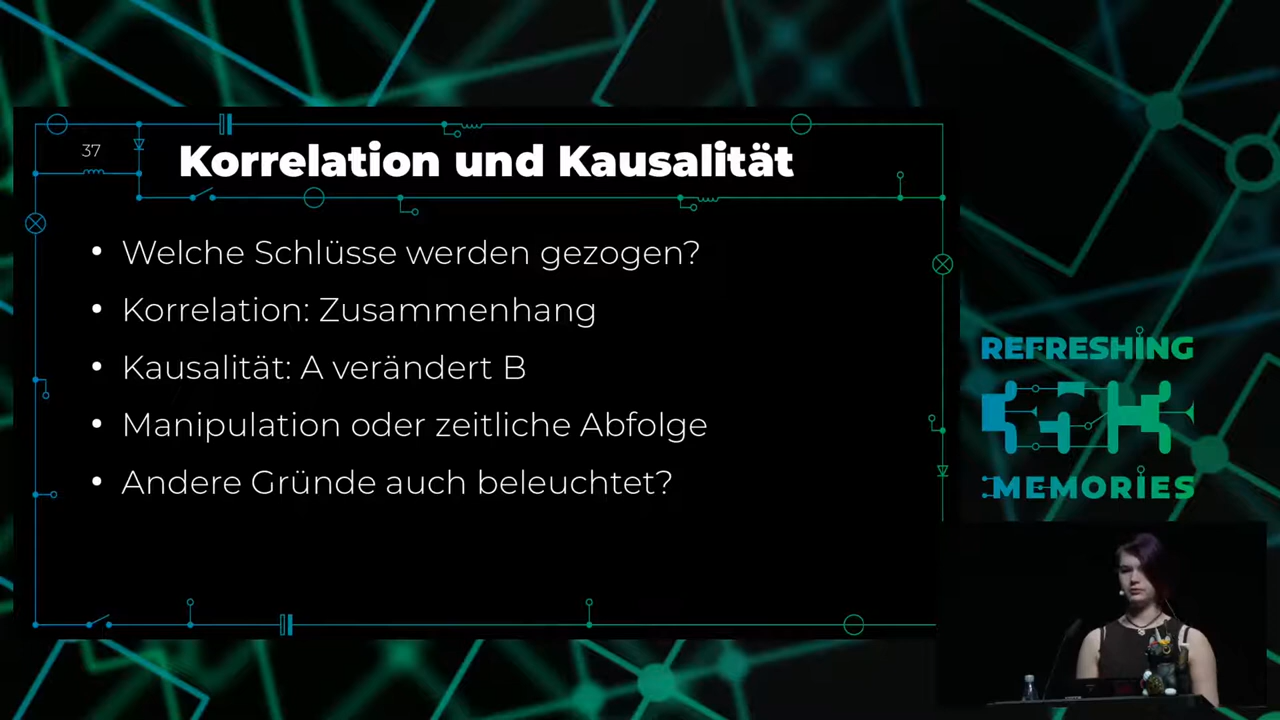 37
Korrelation und Kausalität
• Welche Schlüsse werden gezogen?
• Korrelation: Zusammenhang
• Kausalität: A verändert B
• Manipulation oder zeitliche Abfolge
• Andere Gründe auch beleuchtet?
REFRESHING
MEMORIES